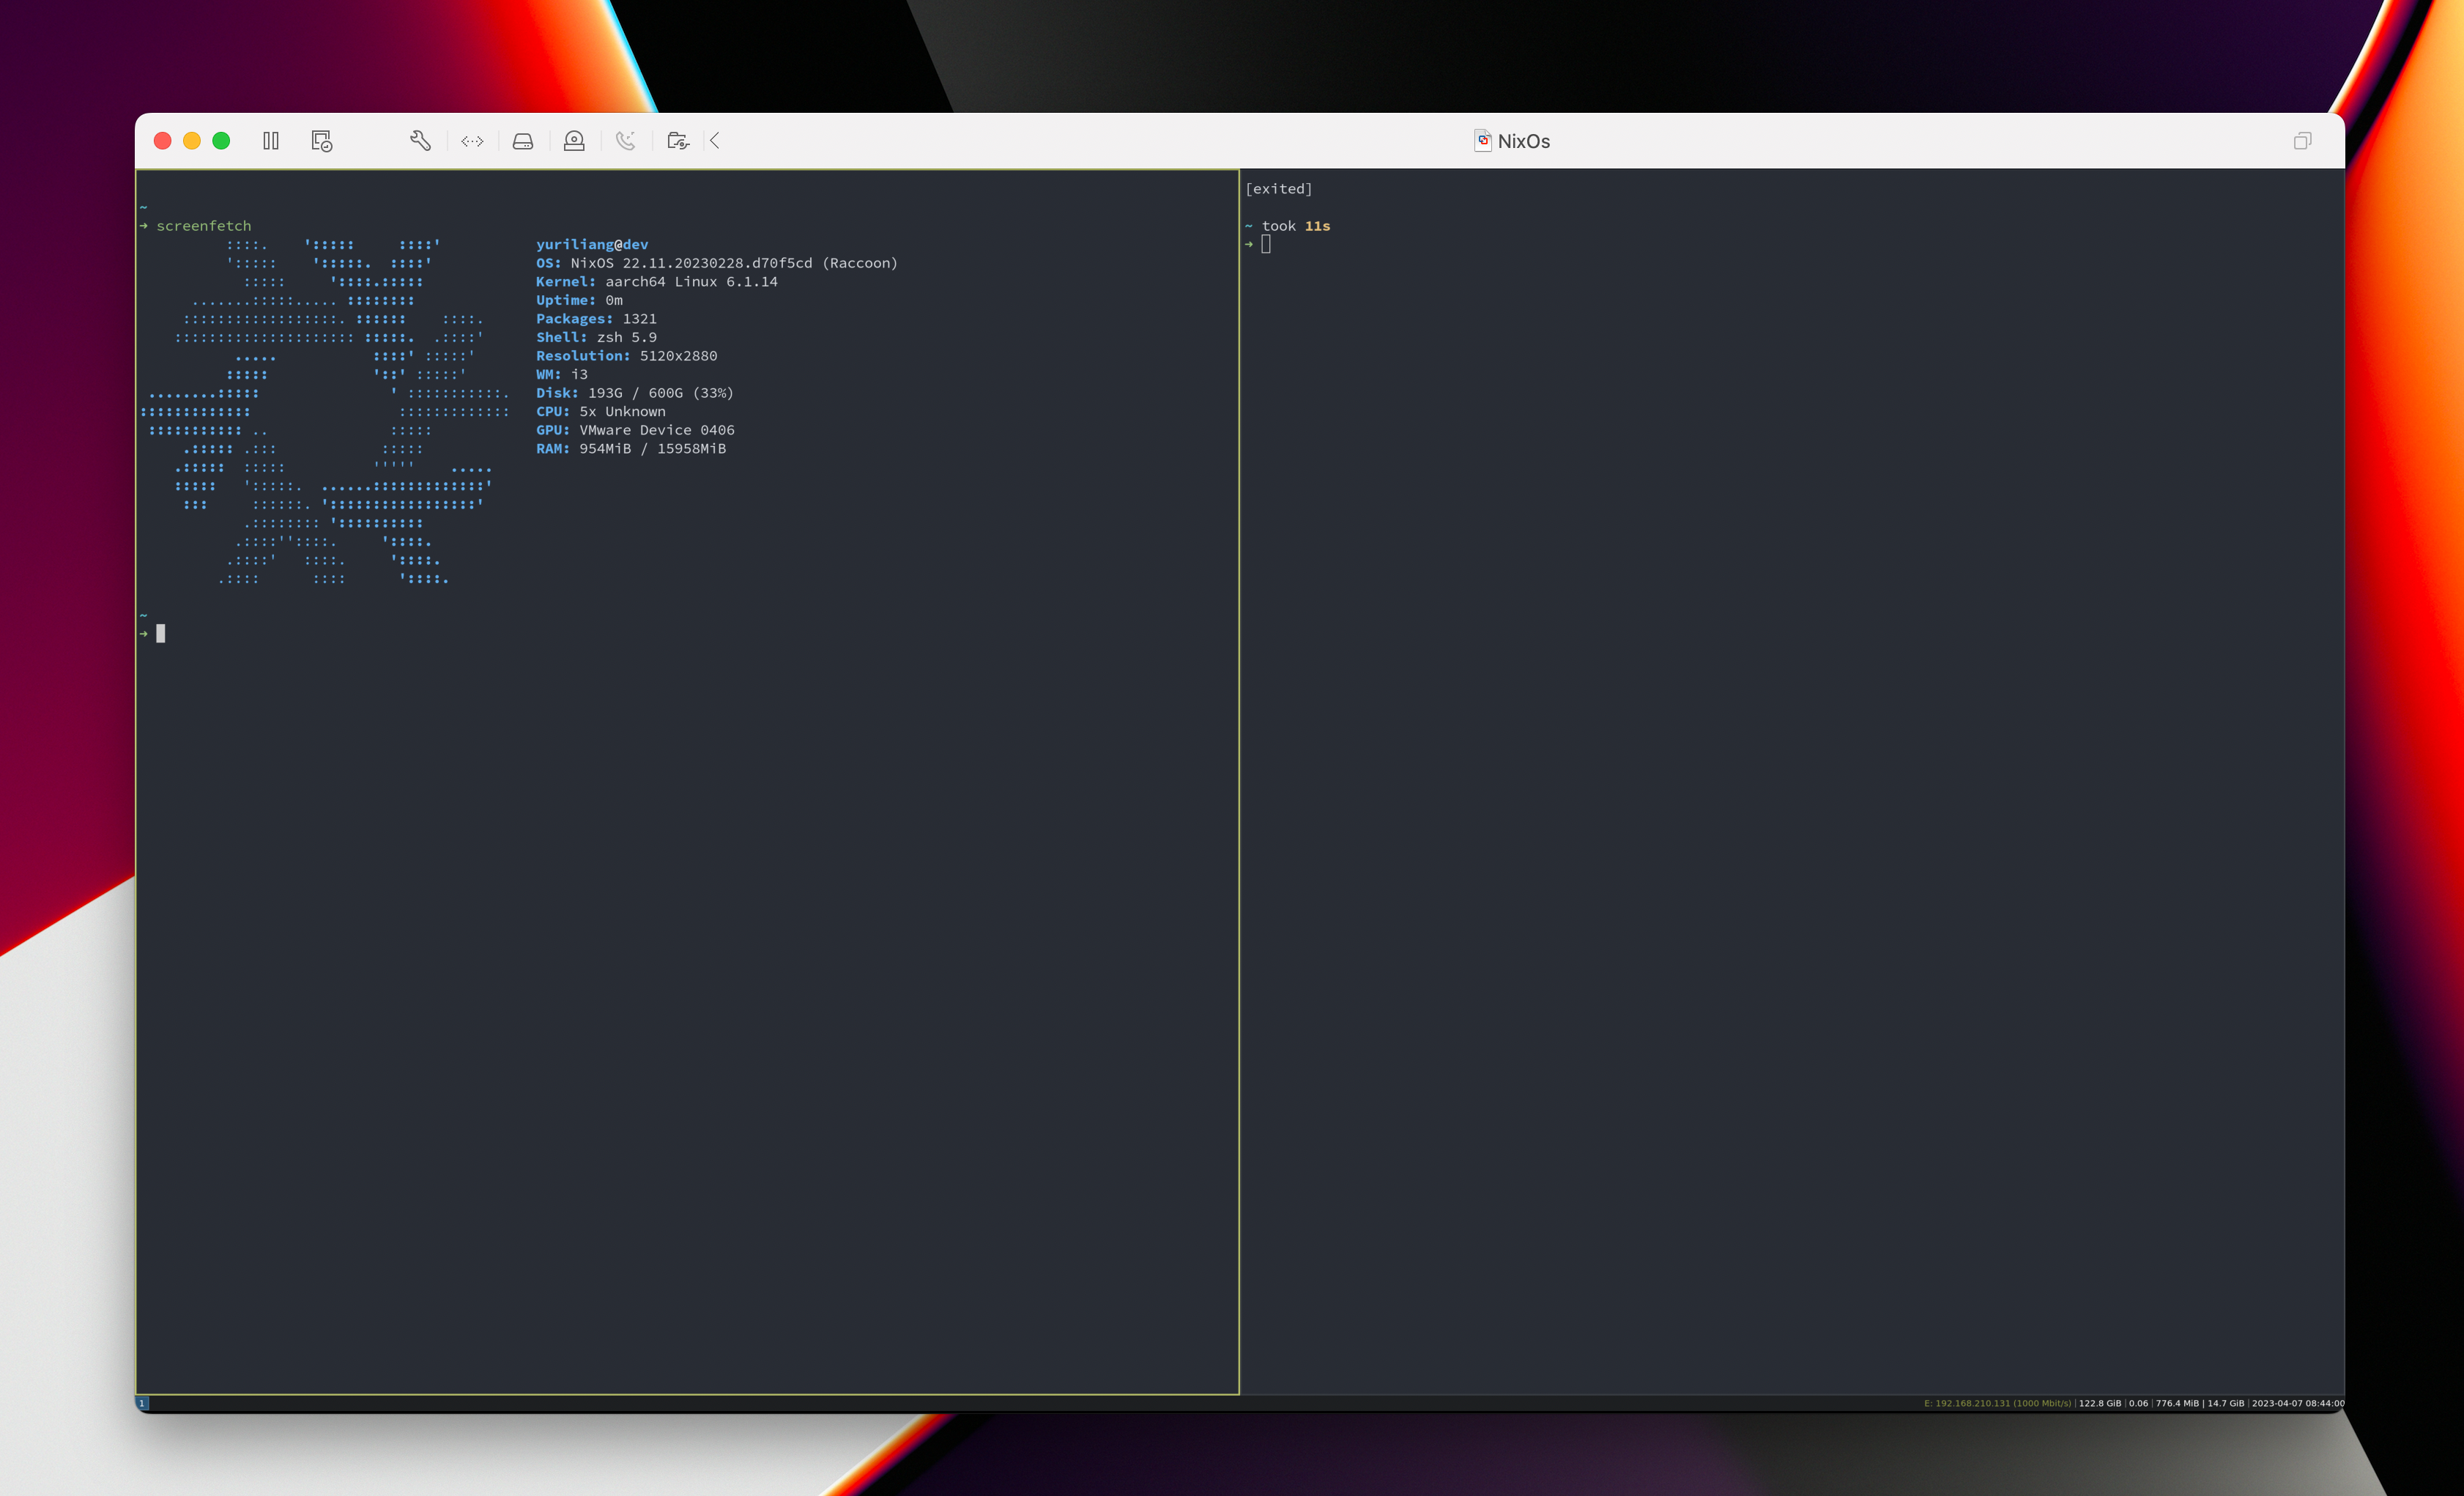 NixOs
~
➜ screenfetch
yuriliang@dev
OS: NixOS 22.11.20230228.d70f5cd (Raccoon)
Kernel: aarch64 Linux 6.1.14
Uptime: 0m
Packages: 1321
Shell: zsh 5.9
Resolution: 5120x2880
WM: i3
Disk: 193G / 600G (33%)
CPU: 5x Unknown
GPU: VMware Device 0406
RAM: 954MiB / 15958MiB
~
➜
[exited]
~ took 11s
➜
1
E: 192.168.210.131 (1000 Mbit/s) | 122.8 GiB | 0.06 | 776.4 MiB | 14.7 GiB | 2023-04-07 08:44:00